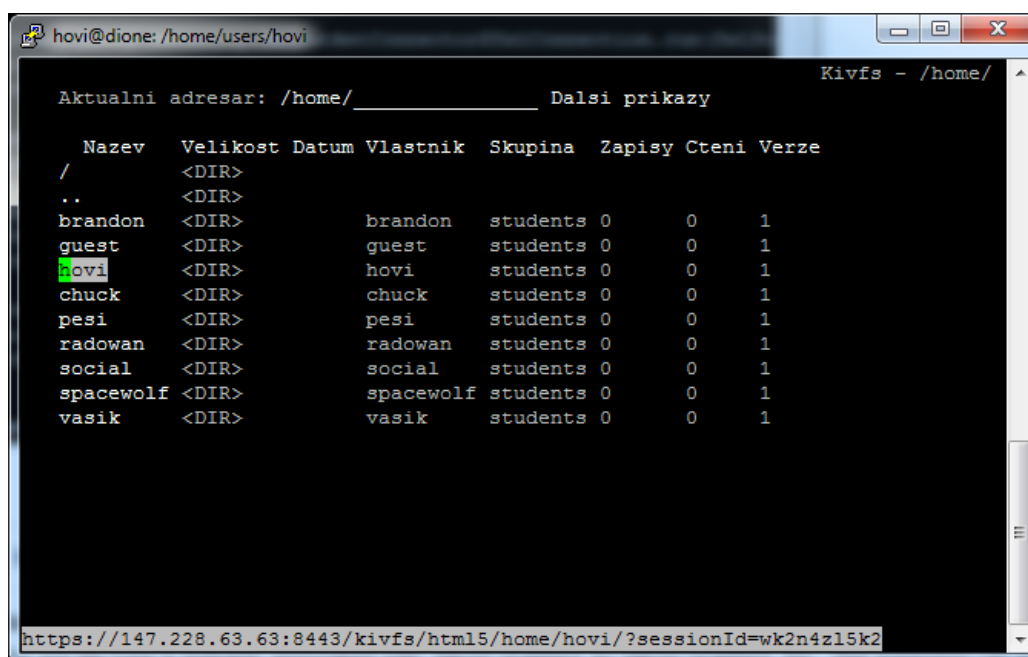 hovi@dione: /home/users/hovi
Kivfs - /home/
Aktualni adresar: /home/_______________ Dalsi prikazy
Nazev Velikost Datum Vlastnik Skupina Zapisy Cteni Verze
/ <DIR>
.. <DIR>
brandon <DIR> brandon students 0 0 1
guest <DIR> guest students 0 0 1
hovi <DIR> hovi students 0 0 1
chuck <DIR> chuck students 0 0 1
pesi <DIR> pesi students 0 0 1
radowan <DIR> radowan students 0 0 1
social <DIR> social students 0 0 1
spacewolf <DIR> spacewolf students 0 0 1
vasik <DIR> vasik students 0 0 1
https://147.228.63.63:8443/kivfs/html5/home/hovi/?sessionId=wk2n4zl5k2